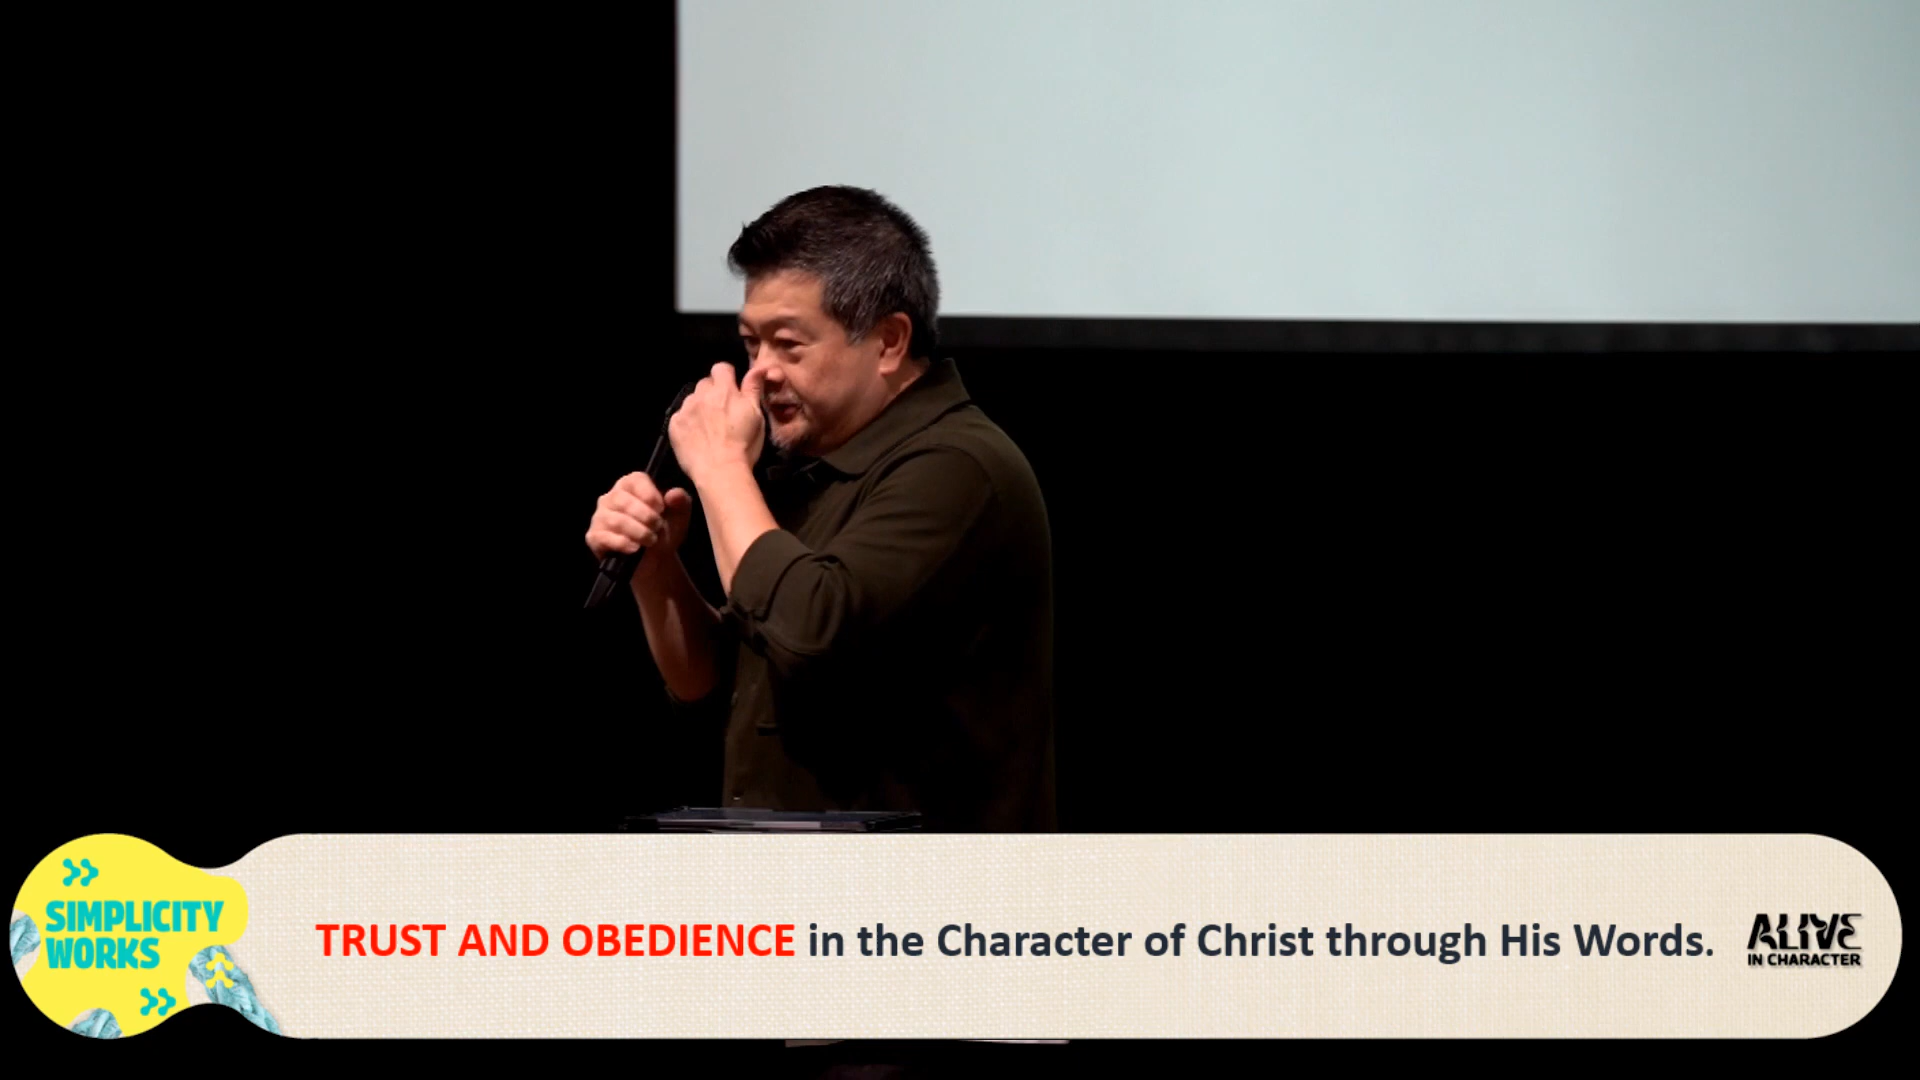 SIMPLICITY
WORKS
TRUST AND OBEDIENCE in the Character of Christ through His Words.
ALIVE
IN CHARACTER